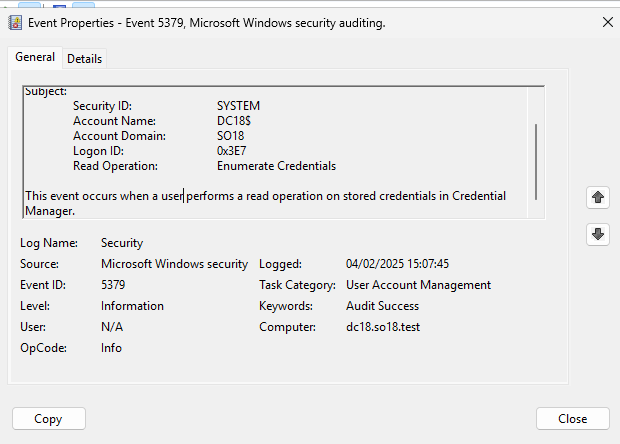 Event Properties - Event 5379, Microsoft Windows security auditing.
General Details
Subject:
Security ID: SYSTEM
Account Name: DC18$
Account Domain: SO18
Logon ID: 0x3E7
Read Operation: Enumerate Credentials
This event occurs when a user performs a read operation on stored credentials in Credential
Manager.
Log Name: Security
Source: Microsoft Windows security Logged: 04/02/2025 15:07:45
Event ID: 5379 Task Category: User Account Management
Level: Information Keywords: Audit Success
User: N/A Computer: dc18.so18.test
OpCode: Info
Copy Close